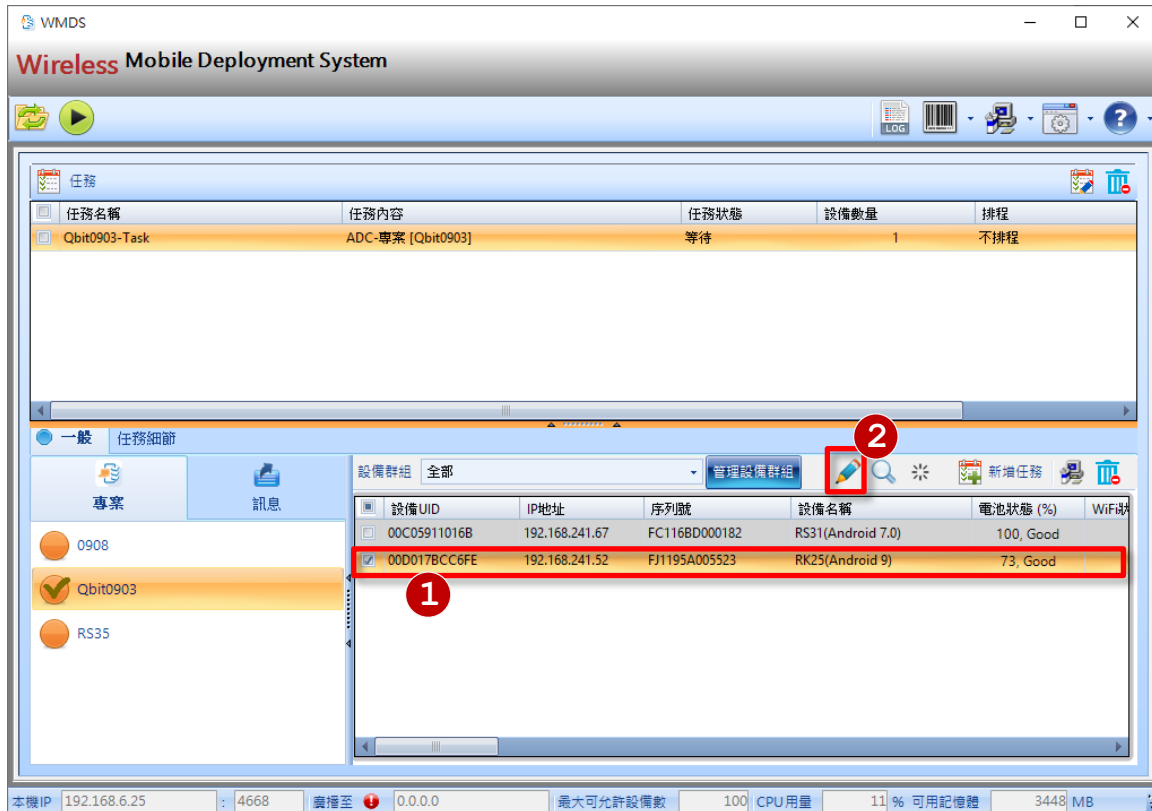 WMDS
Wireless Mobile Deployment System
LOG
任務
任務名稱 任務內容 任務狀態 設備數量 排程
Qbit0903-Task ADC-專案 [Qbit0903] 等待 1 不排程
一般 任務細節
2
專案 訊息
設備群組 全部 管理設備群組 新增任務
設備UID IP地址 序列號 設備名稱 電池狀態 (%) WiFi狀
00C05911016B 192.168.241.67 FC116BD000182 RS31(Android 7.0) 100, Good
00D017BCC6FE 192.168.241.52 FJ1195A005523 RK25(Android 9) 73, Good
1
0908
Qbit0903
RS35
本機IP 192.168.6.25 : 4668 廣播至 0.0.0.0 最大可允許設備數 100 CPU用量 11 % 可用記憶體 3448 MB